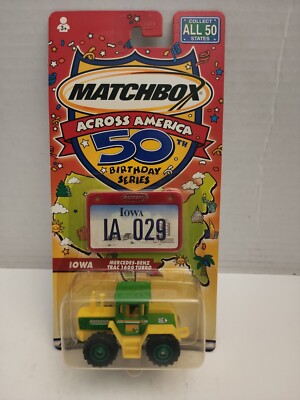 3+
COLLECT
ALL 50
STATES
MATCHBOX
ACROSS AMERICA
50TH
BIRTHDAY
SERIES
Iowa
IA 029
IOWA
MERCEDES-BENZ
TRAC 1600 TURBO